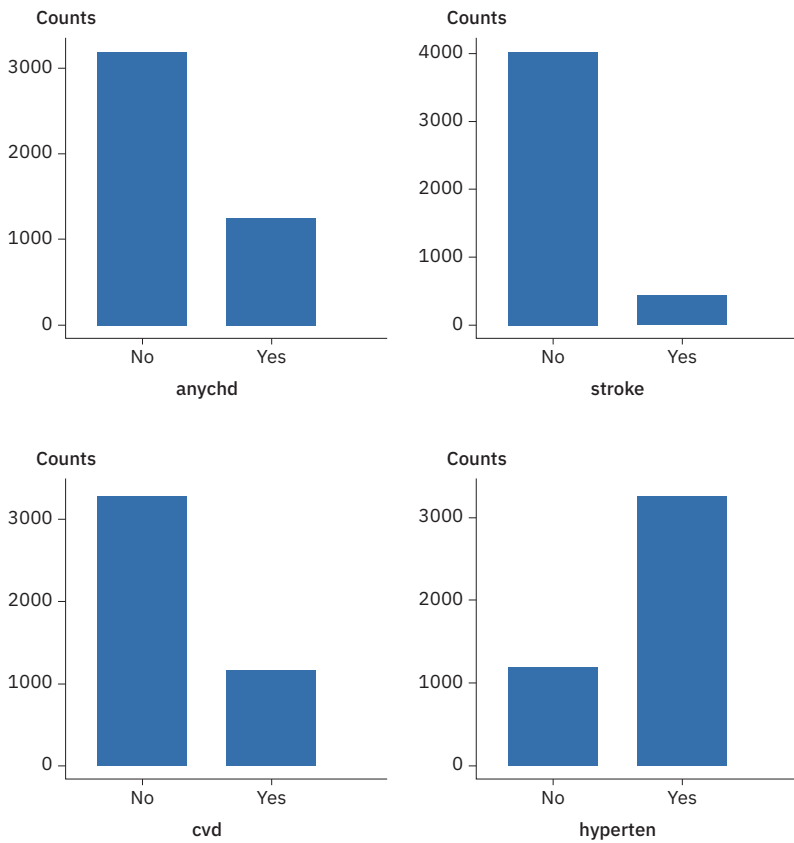 Counts
3000
2000
1000
0
No Yes
anychd
Counts
4000
3000
2000
1000
0
No Yes
stroke
Counts
3000
2000
1000
0
No Yes
cvd
Counts
3000
2000
1000
0
No Yes
hyperten